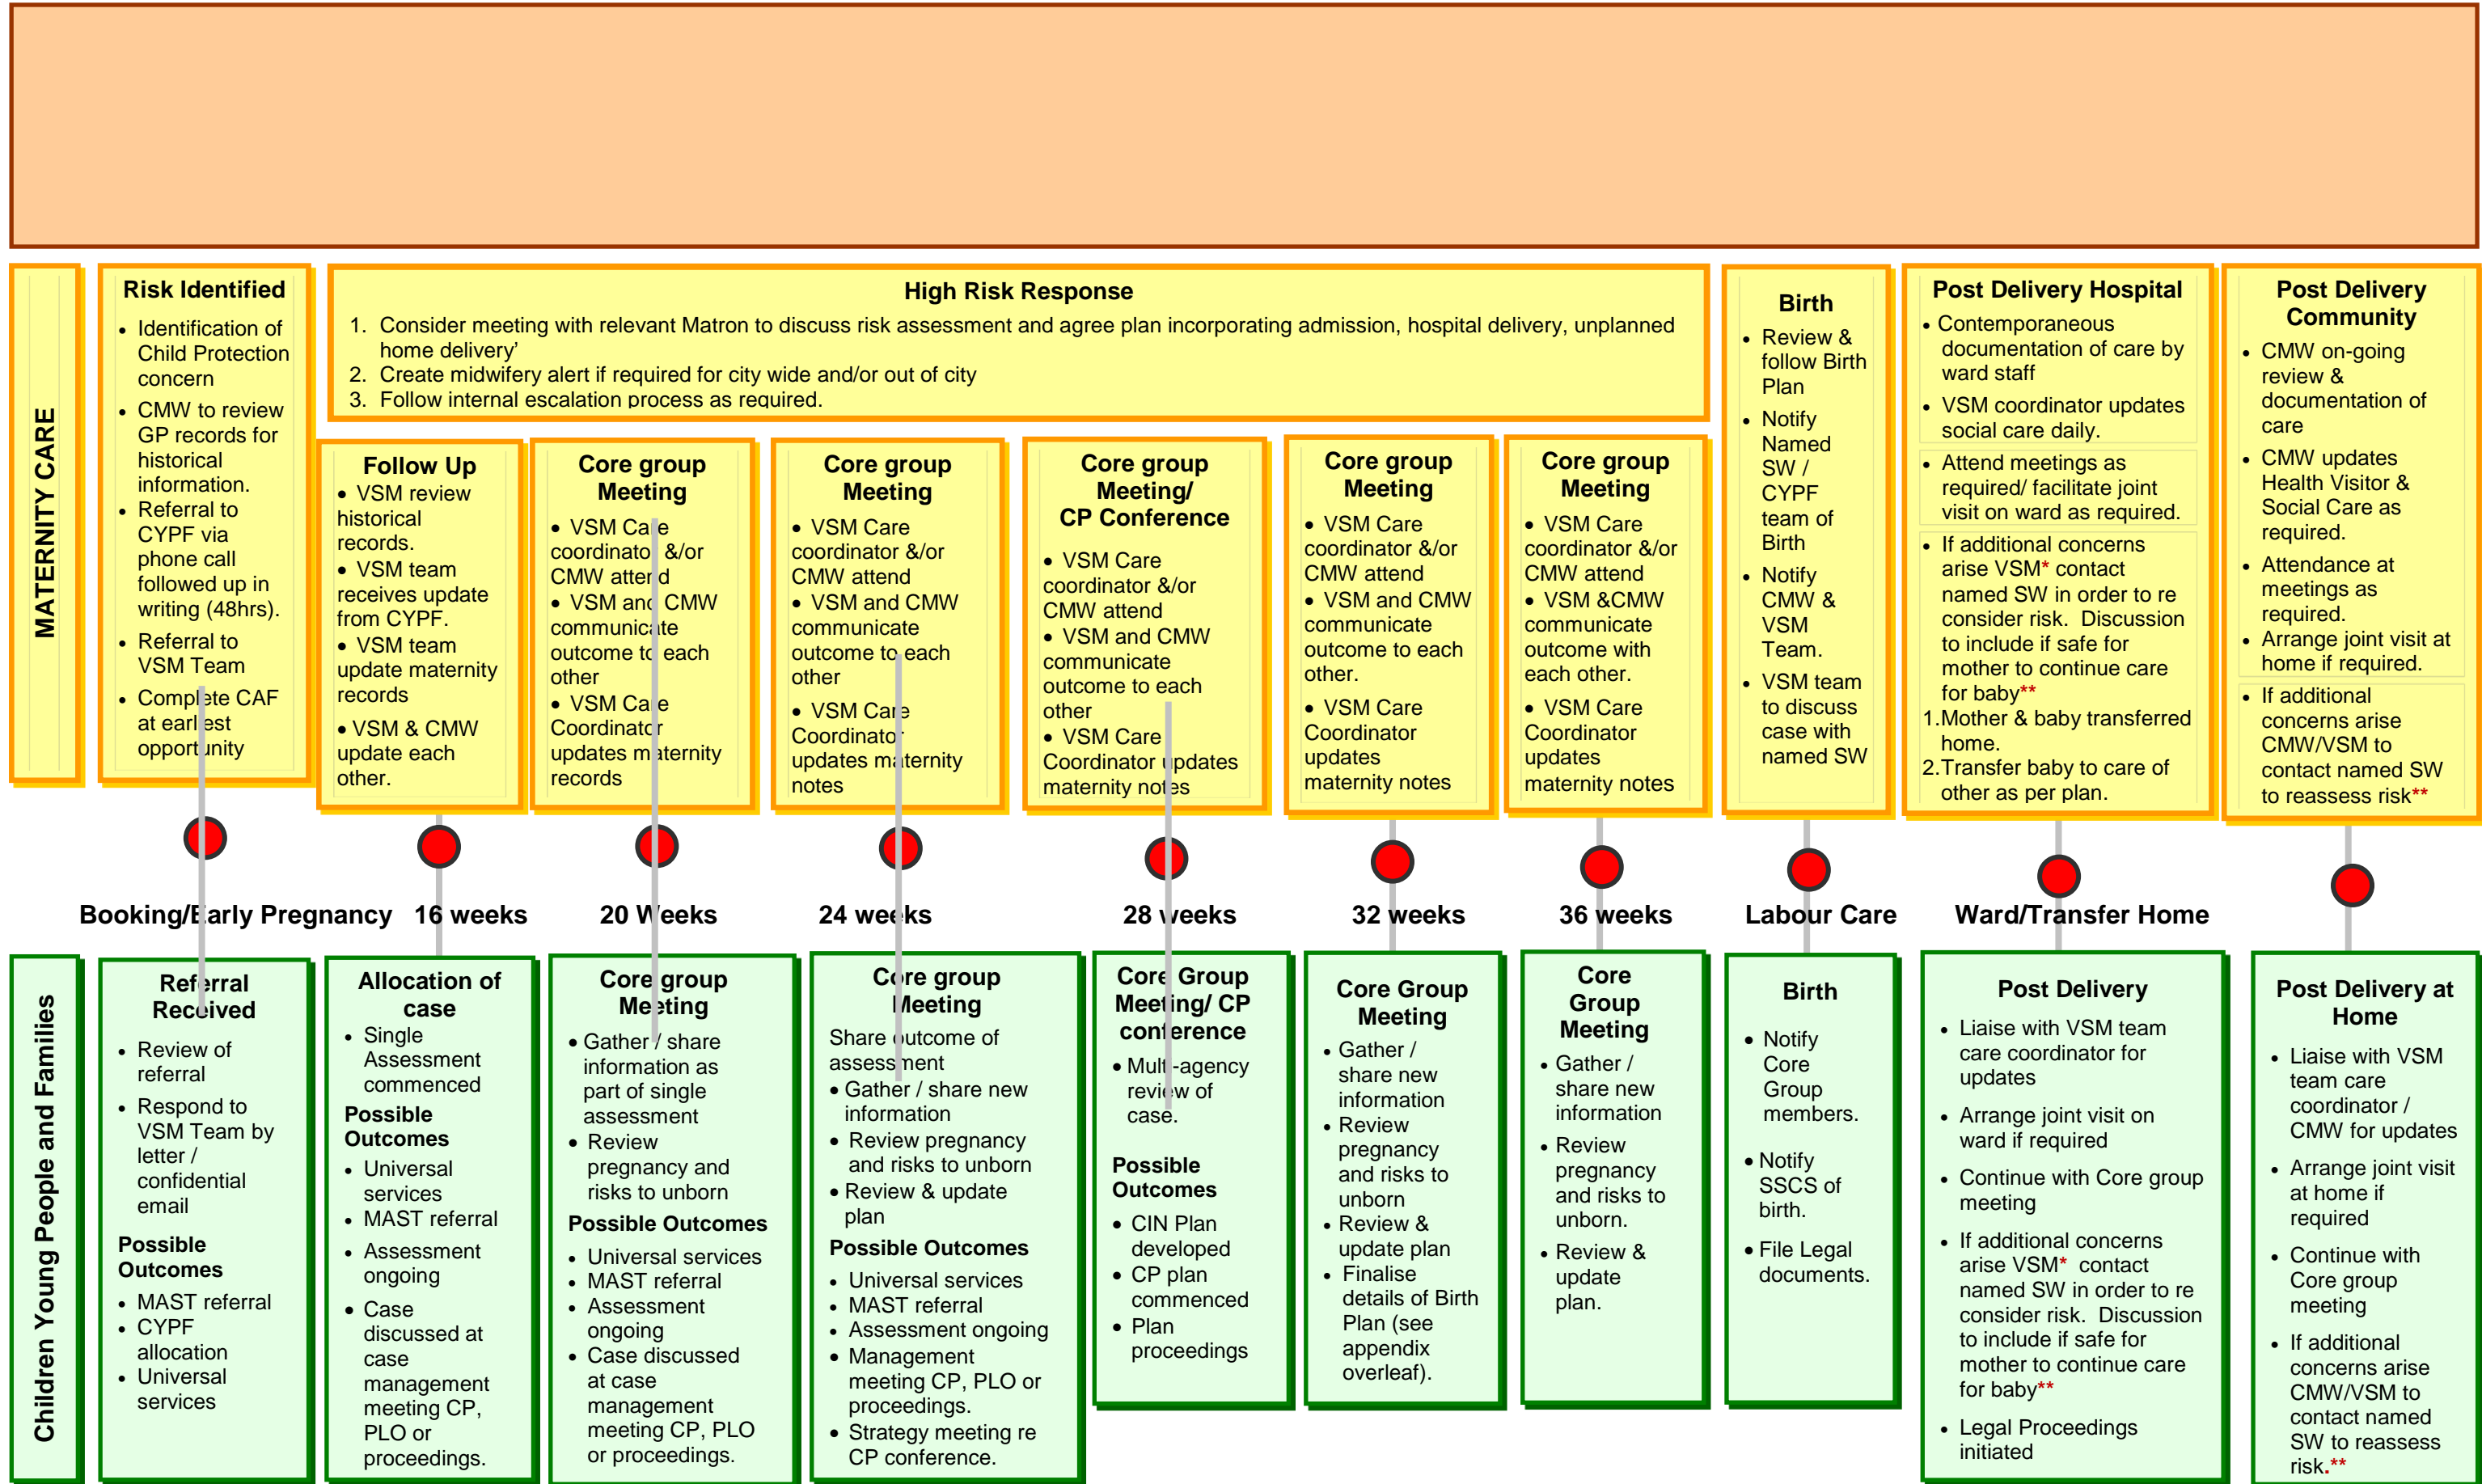 MATERNITY CARE
Risk Identified
• Identification of
Child Protection
concern
• CMW to review
GP records for
historical
information.
• Referral to
CYPF via
phone call
followed up in
writing (48hrs).
• Referral to
VSM Team
• Complete CAF
at earliest
opportunity
High Risk Response
1. Consider meeting with relevant Matron to discuss risk assessment and agree plan incorporating admission, hospital delivery, unplanned
home delivery’
2. Create midwifery alert if required for city wide and/or out of city
3. Follow internal escalation process as required.
Follow Up
• VSM review
historical
records.
• VSM team
receives update
from CYPF.
• VSM team
update maternity
records
• VSM & CMW
update each
other.
Core group
Meeting
• VSM Care
coordinator &/or
CMW attend
• VSM and CMW
communicate
outcome to each
other
• VSM Care
Coordinator
updates maternity
records
Core group
Meeting
• VSM Care
coordinator &/or
CMW attend
• VSM and CMW
communicate
outcome to each
other
• VSM Care
Coordinator
updates maternity
notes
Core group
Meeting/
CP Conference
• VSM Care
coordinator &/or
CMW attend
• VSM and CMW
communicate
outcome to each
other
• VSM Care
Coordinator updates
maternity notes
Core group
Meeting
• VSM Care
coordinator &/or
CMW attend
• VSM and CMW
communicate
outcome to each
other.
• VSM Care
Coordinator
updates
maternity notes
Core group
Meeting
• VSM Care
coordinator &/or
CMW attend
• VSM &CMW
communicate
outcome with
each other.
• VSM Care
Coordinator
updates
maternity notes
Birth
• Review &
follow Birth
Plan
• Notify
Named
SW /
CYPF
team of
Birth
• Notify
CMW &
VSM
Team.
• VSM team
to discuss
case with
named SW
Post Delivery Hospital
• Contemporaneous
documentation of care by
ward staff
• VSM coordinator updates
social care daily.
• Attend meetings as
required/ facilitate joint
visit on ward as required.
• If additional concerns
arise VSM* contact
named SW in order to re
consider risk. Discussion
to include if safe for
mother to continue care
for baby**
1.Mother & baby transferred
home.
2.Transfer baby to care of
other as per plan.
Post Delivery
Community
• CMW on-going
review &
documentation of
care
• CMW updates
Health Visitor &
Social Care as
required.
• Attendance at
meetings as
required.
• Arrange joint visit at
home if required.
• If additional
concerns arise
CMW/VSM to
contact named SW
to reassess risk**
Booking/Early Pregnancy 16 weeks 20 Weeks 24 weeks 28 weeks 32 weeks 36 weeks Labour Care Ward/Transfer Home
Children Young People and Families
Referral
Received
• Review of
referral
• Respond to
VSM Team by
letter /
confidential
email
Possible
Outcomes
• MAST referral
• CYPF
allocation
• Universal
services
Allocation of
case
• Single
Assessment
commenced
Possible
Outcomes
• Universal
services
• MAST referral
• Assessment
ongoing
• Case
discussed at
case
management
meeting CP,
PLO or
proceedings.
Core group
Meeting
• Gather / share
information as
part of single
assessment
• Review
pregnancy and
risks to unborn
Possible Outcomes
• Universal services
• MAST referral
• Assessment
ongoing
• Case discussed
at case
management
meeting CP, PLO
or proceedings.
Core group
Meeting
Share outcome of
assessment
• Gather / share new
information
• Review pregnancy
and risks to unborn
• Review & update
plan
Possible Outcomes
• Universal services
• MAST referral
• Assessment ongoing
• Management
meeting CP, PLO or
proceedings.
• Strategy meeting re
CP conference.
Core Group
Meeting/ CP
conference
• Multi-agency
review of
case.
Possible
Outcomes
• CIN Plan
developed
• CP plan
commenced
• Plan
proceedings
Core Group
Meeting
• Gather /
share new
information
• Review
pregnancy
and risks to
unborn
• Review &
update plan
• Finalise
details of Birth
Plan (see
appendix
overleaf).
Core
Group
Meeting
• Gather /
share new
information
• Review
pregnancy
and risks to
unborn.
• Review &
update
plan.
Birth
• Notify
Core
Group
members.
• Notify
SSCS of
birth.
• File Legal
documents.
Post Delivery
• Liaise with VSM team
care coordinator for
updates
• Arrange joint visit on
ward if required
• Continue with Core group
meeting
• If additional concerns
arise VSM* contact
named SW in order to re
consider risk. Discussion
to include if safe for
mother to continue care
for baby**
• Legal Proceedings
initiated
Post Delivery at
Home
• Liaise with VSM
team care
coordinator /
CMW for updates
• Arrange joint visit
at home if
required
• Continue with
Core group
meeting
• If additional
concerns arise
CMW/VSM to
contact named
SW to reassess
risk.**